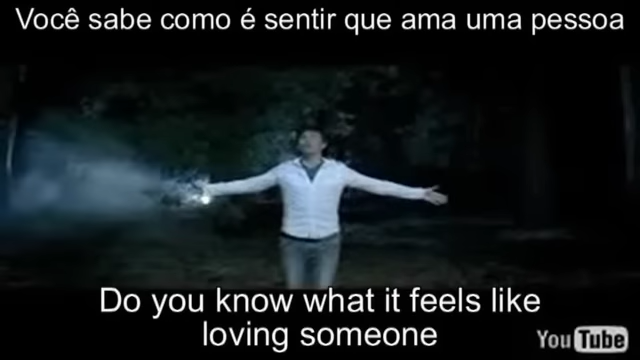 Você sabe como é sentir que ama uma pessoa
Do you know what it feels like
loving someone
YouTube